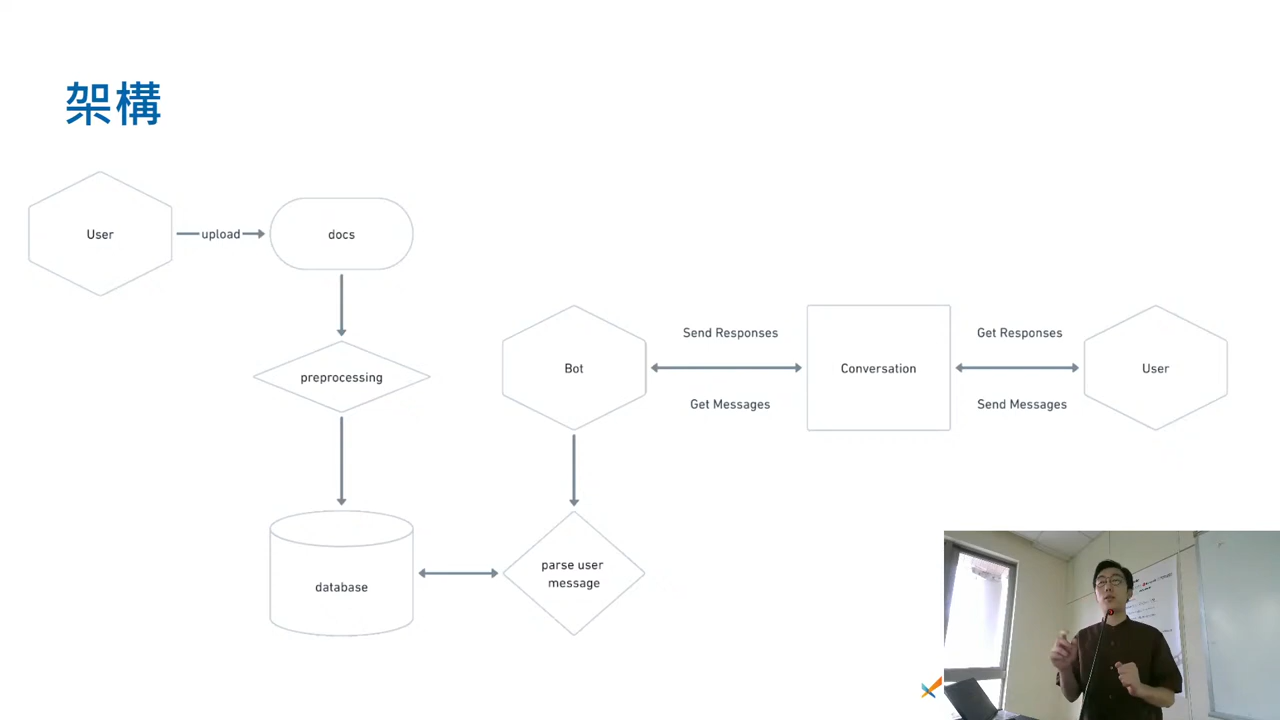 架構
User
upload
docs
preprocessing
database
Bot
parse user
message
Send Responses
Get Messages
Conversation
Get Responses
Send Messages
User